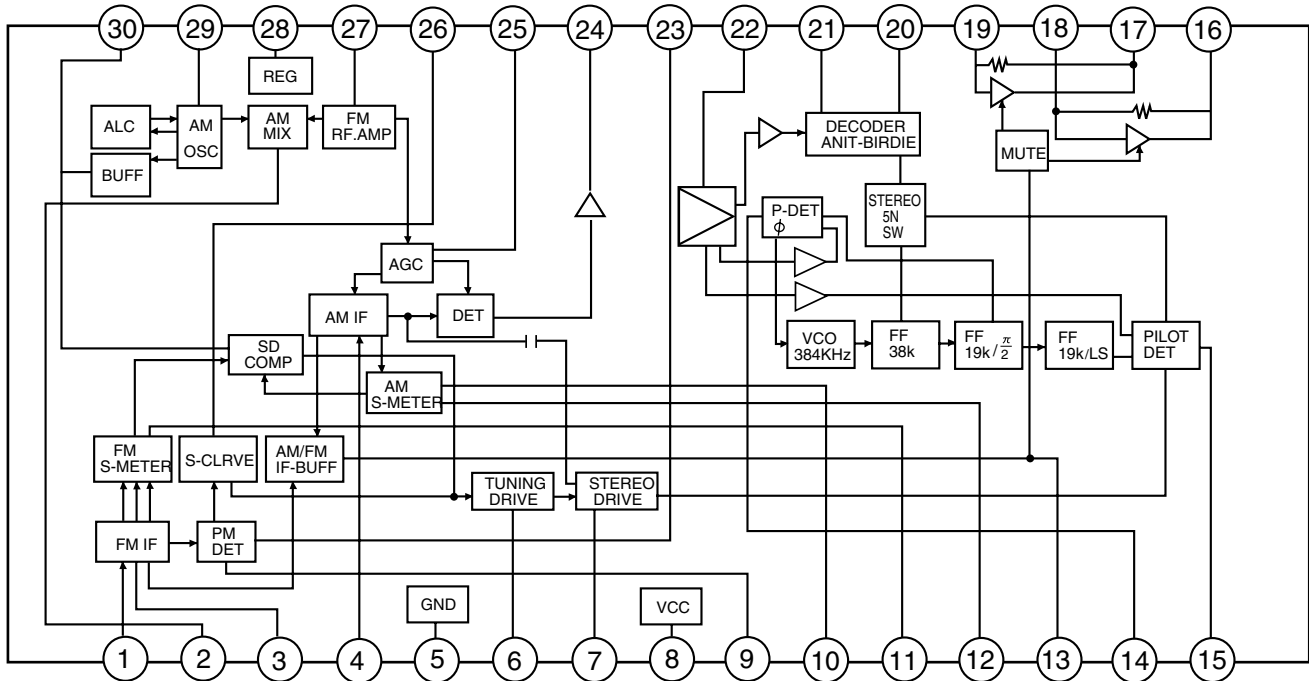 30 29 28 27 26 25 24 23 22 21 20 19 18 17 16
REG
ALC
AM
OSC
AM
MIX
FM
RF.AMP
BUFF
DECODER
ANIT-BIRDIE
MUTE
STEREO
5N
SW
P-DET
ϕ
AGC
AM IF
DET
SD
COMP
VCO
384KHz
FF
38k
FF
19k/π/2
FF
19k/LS
PILOT
DET
AM
S-METER
FM
S-METER
S-CLRVE
AM/FM
IF-BUFF
TUNING
DRIVE
STEREO
DRIVE
FM IF
PM
DET
GND
VCC
1 2 3 4 5 6 7 8 9 10 11 12 13 14 15